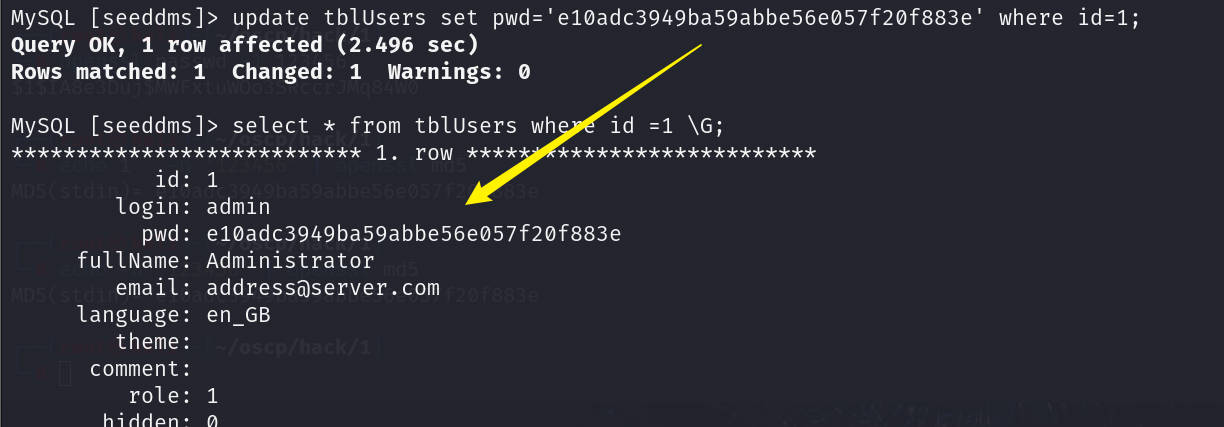 MySQL [seeddms]> update tblUsers set pwd='e10adc3949ba59abbe56e057f20f883e' where id=1;
Query OK, 1 row affected (2.496 sec)
Rows matched: 1  Changed: 1  Warnings: 0
MySQL [seeddms]> select * from tblUsers where id =1 \G;
*************************** 1. row ***************************
id: 1
login: admin
pwd: e10adc3949ba59abbe56e057f20f883e
fullName: Administrator
email: address@server.com
language: en_GB
theme:
comment:
role: 1
hidden: 0